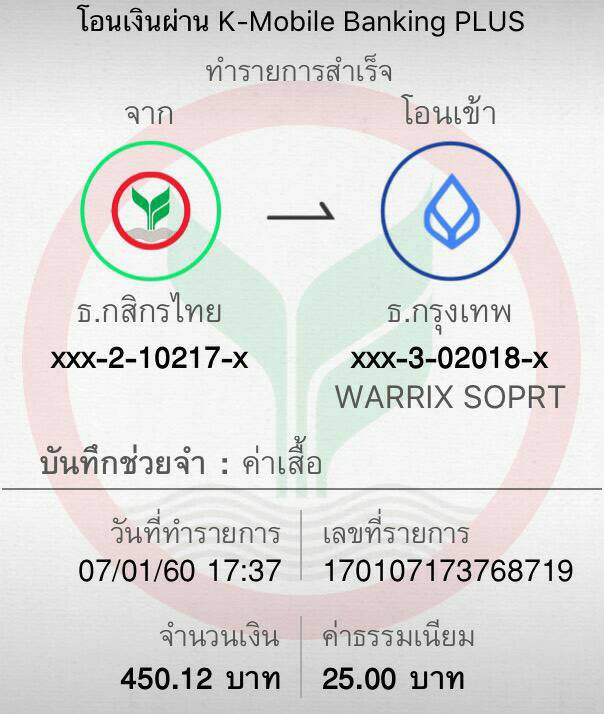 โอนเงินผ่าน K-Mobile Banking PLUS
ทำรายการสำเร็จ
จาก
โอนเข้า
ธ.กสิกรไทย
ธ.กรุงเทพ
xxx-2-10217-x
xxx-3-02018-x
WARRIX SOPRT
บันทึกช่วยจำ : ค่าเสื้อ
วันที่ทำรายการ
เลขที่รายการ
07/01/60 17:37
170107173768719
จำนวนเงิน
ค่าธรรมเนียม
450.12 บาท
25.00 บาท